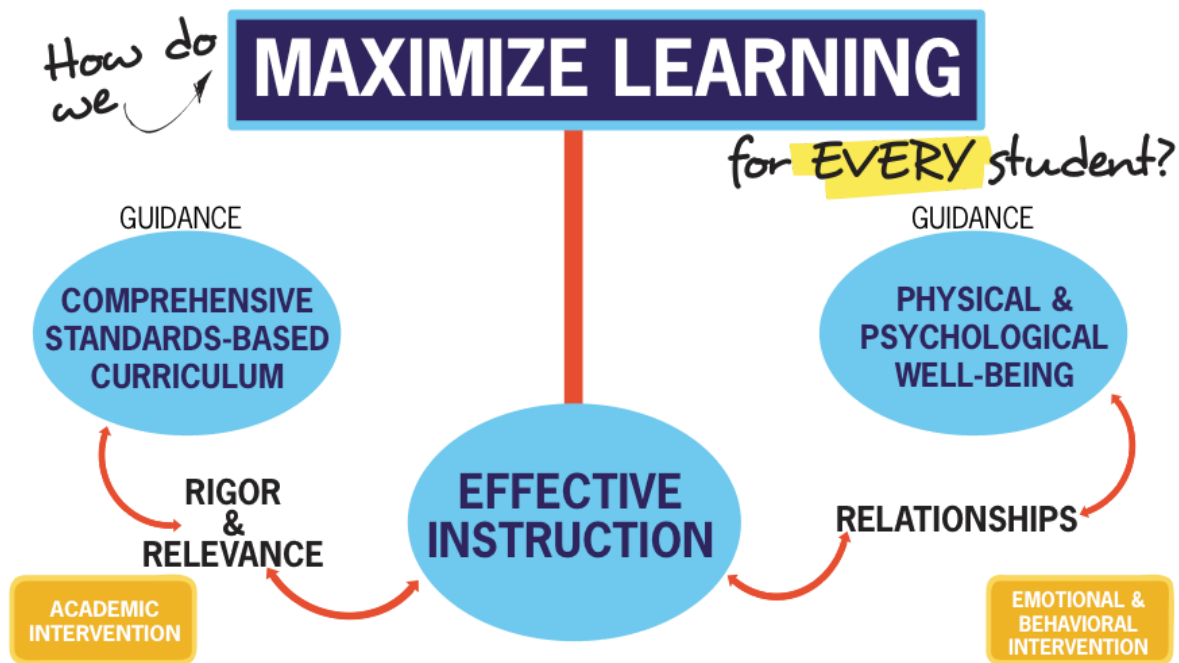 How do
we
MAXIMIZE LEARNING
for EVERY student?
GUIDANCE
COMPREHENSIVE
STANDARDS-BASED
CURRICULUM
RIGOR
&
RELEVANCE
ACADEMIC
INTERVENTION
EFFECTIVE
INSTRUCTION
GUIDANCE
PHYSICAL &
PSYCHOLOGICAL
WELL-BEING
RELATIONSHIPS
EMOTIONAL &
BEHAVIORAL
INTERVENTION